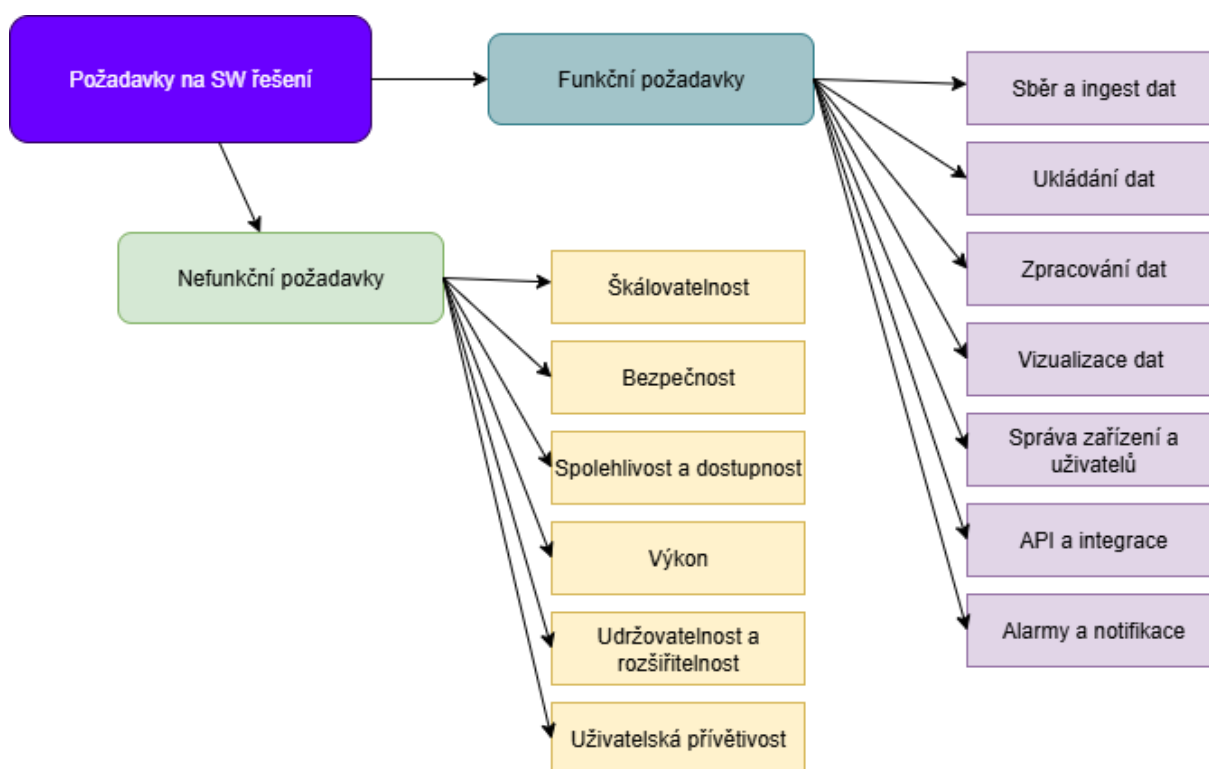 Požadavky na SW řešení
Funkční požadavky
Sběr a ingest dat
Ukládání dat
Zpracování dat
Vizualizace dat
Správa zařízení a
uživatelů
API a integrace
Alarmy a notifikace
Nefunkční požadavky
Škálovatelnost
Bezpečnost
Spolehlivost a dostupnost
Výkon
Udržovatelnost a
rozšiřitelnost
Uživatelská přívětivost